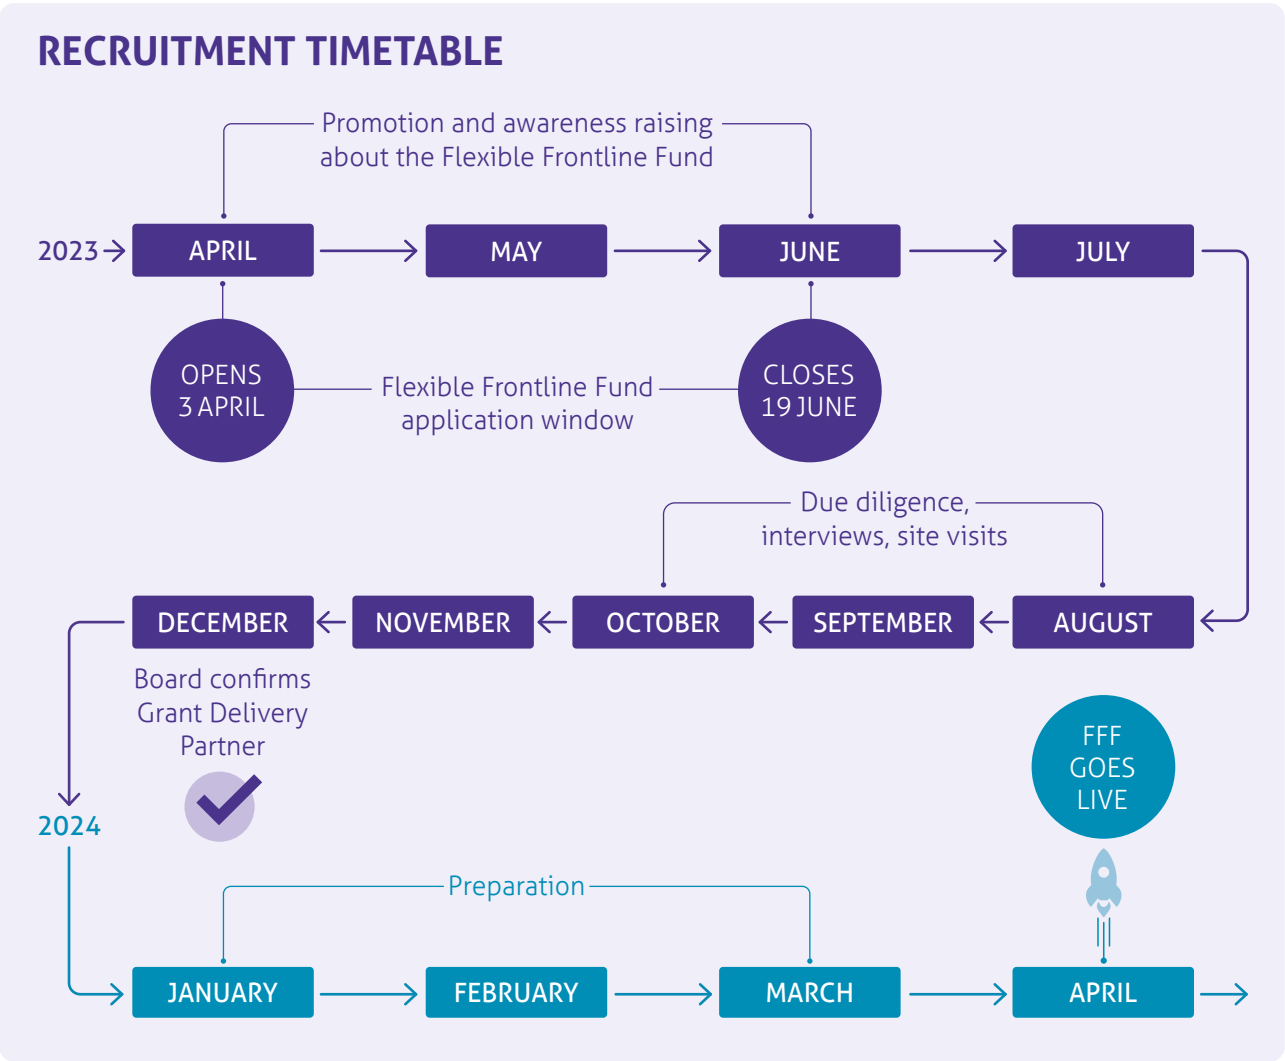 RECRUITMENT TIMETABLE
Promotion and awareness raising
about the Flexible Frontline Fund
2023
APRIL
MAY
JUNE
JULY
OPENS
3 APRIL
Flexible Frontline Fund
application window
CLOSES
19 JUNE
Due diligence,
interviews, site visits
DECEMBER
NOVEMBER
OCTOBER
SEPTEMBER
AUGUST
Board confirms
Grant Delivery
Partner
FFF
GOES
LIVE
2024
Preparation
JANUARY
FEBRUARY
MARCH
APRIL